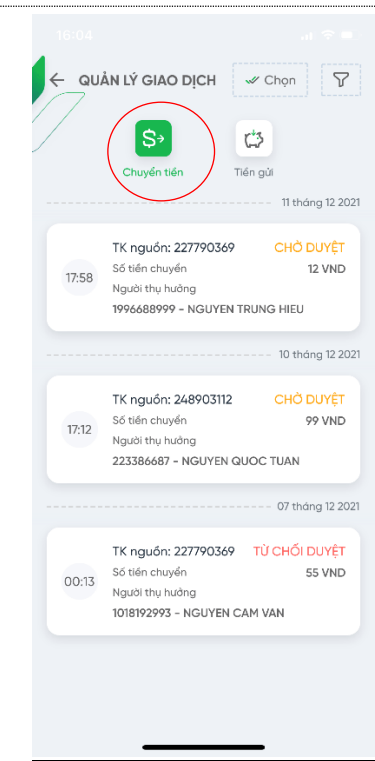 16:04
QUẢN LÝ GIAO DỊCH
Chọn
Chuyển tiền
Tiền gửi
11 tháng 12 2021
TK nguồn: 227790369 CHỜ DUYỆT
17:58
Số tiền chuyển 12 VND
Người thụ hưởng
1996688999 - NGUYEN TRUNG HIEU
10 tháng 12 2021
TK nguồn: 248903112 CHỜ DUYỆT
17:12
Số tiền chuyển 99 VND
Người thụ hưởng
223386687 - NGUYEN QUOC TUAN
07 tháng 12 2021
TK nguồn: 227790369 TỪ CHỐI DUYỆT
00:13
Số tiền chuyển 55 VND
Người thụ hưởng
1018192993 - NGUYEN CAM VAN